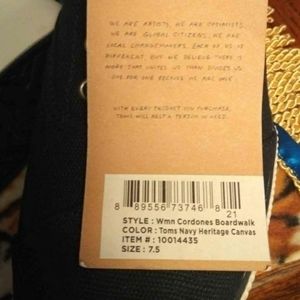 WE ARE ARTISTS, WE ARE OPTIMISTS,
WE ARE GLOBAL CITIZENS, WE ARE
LOCAL CHANGEMAKERS. EACH OF US IS
DIFFERENT, BUT WE BELIEVE THERE IS
MORE THAT UNITES US THAN DIVIDES US
ONE FOR ONE BECAUSE WE ARE ONE.
WITH EVERY PRODUCT YOU PURCHASE,
TOMS WILL HELP A PERSON IN NEED.
8 89556 73746 8
21
STYLE : Wmn Cordones Boardwalk
COLOR : Toms Navy Heritage Canvas
ITEM # : 10014435
SIZE : 7.5